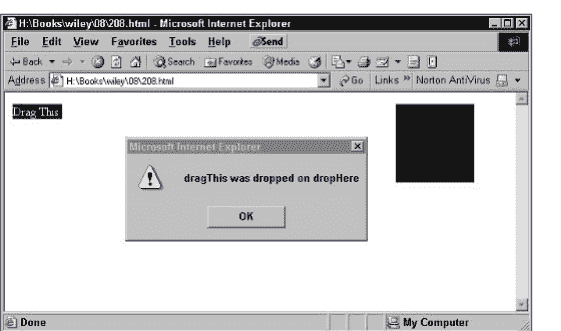 H:\Books\wiley\08\208.html - Microsoft Internet Explorer
File Edit View Favorites Tools Help Send
Back Search Favorites Media
Address H:\Books\wiley\08\208.html Go Links » Norton AntiVirus
Drag This
Microsoft Internet Explorer
dragThis was dropped on dropHere
OK
Done My Computer